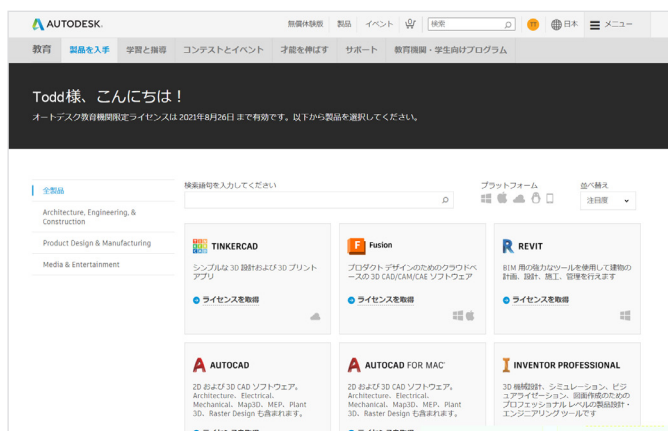 AUTODESK.
無償体験版 製品 イベント 検索 TT 日本 メニュー
教育 製品を入手 学習と指導 コンテストとイベント 才能を伸ばす サポート 教育機関・学生向けプログラム
Todd様、こんにちは！
オートデスク教育機関限定ライセンスは 2021年8月26日 まで有効です。以下から製品を選択してください。
全製品
Architecture, Engineering, &
Construction
Product Design & Manufacturing
Media & Entertainment
検索語句を入力してください
プラットフォーム
並べ替え
注目度
TINKERCAD
シンプルな 3D 設計および 3D プリント
アプリ
ライセンスを取得
Fusion
プロダクト デザインのためのクラウドベ
ースの 3D CAD/CAM/CAE ソフトウェア
ライセンスを取得
REVIT
BIM 用の強力なツールを使用して建物の
計画、設計、施工、管理を行えます
ライセンスを取得
AUTOCAD
2D および 3D CAD ソフトウェア。
Architecture、Electrical、
Mechanical、Map3D、MEP、Plant
3D、Raster Design も含まれます。
AUTOCAD FOR MAC
2D および 3D CAD ソフトウェア。
Architecture、Electrical、
Mechanical、Map3D、MEP、Plant
3D、Raster Design も含まれます。
INVENTOR PROFESSIONAL
3D 機械設計、シミュレーション、ビジ
ュアライゼーション、図面作成のための
プロフェッショナル レベルの製品設計・
エンジニアリング ツールです